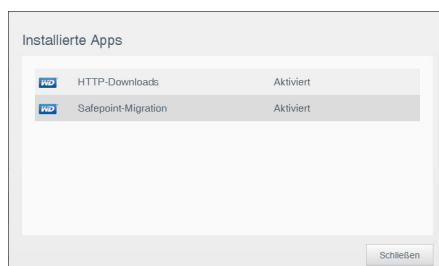 Installierte Apps
WD HTTP-Downloads Aktiviert
WD Safepoint-Migration Aktiviert
Schließen